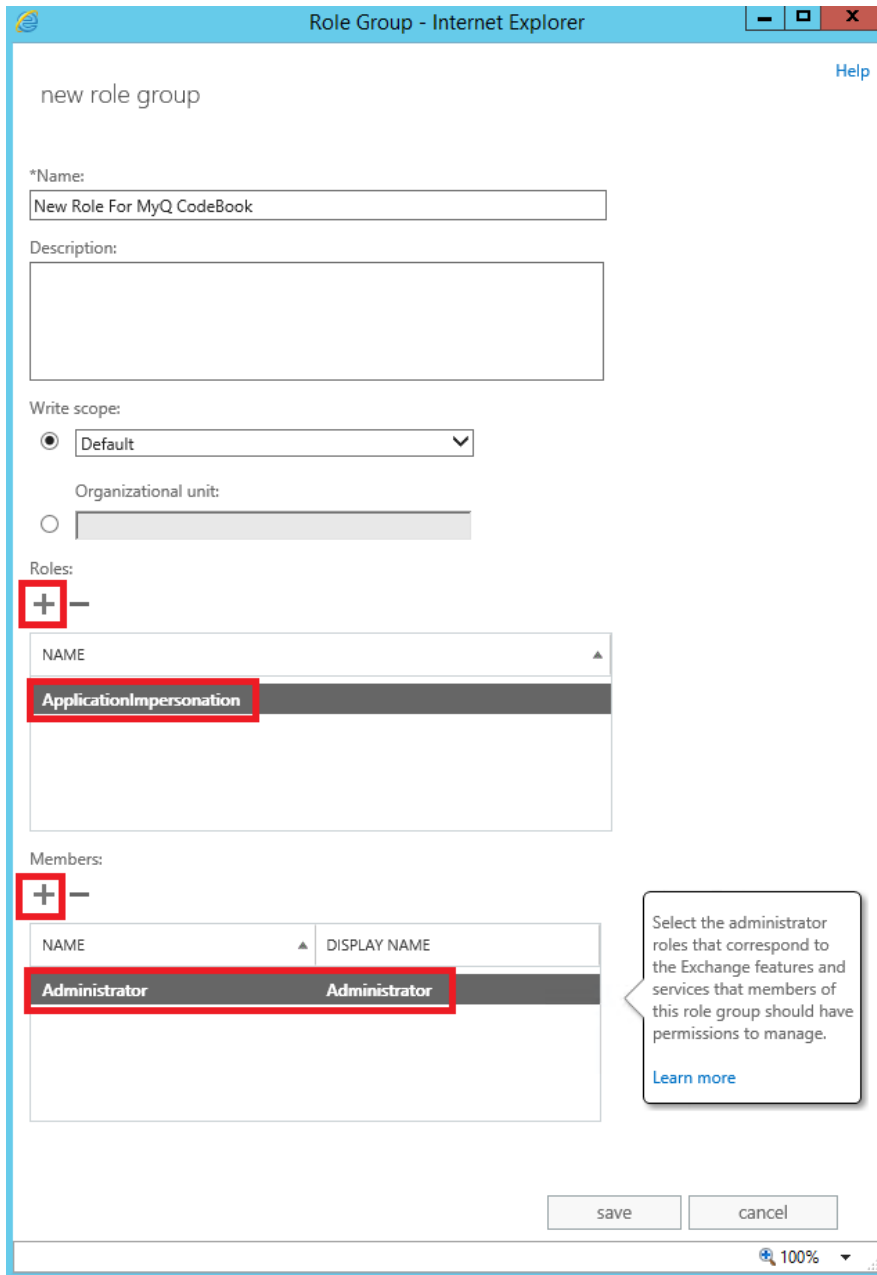 Role Group - Internet Explorer
Help
new role group
*Name:
New Role For MyQ CodeBook
Description:
Write scope:
Default
Organizational unit:
Roles:
NAME
ApplicationImpersonation
Members:
NAME DISPLAY NAME
Administrator Administrator
Select the administrator
roles that correspond to
the Exchange features and
services that members of
this role group should have
permissions to manage.
Learn more
save cancel
100%